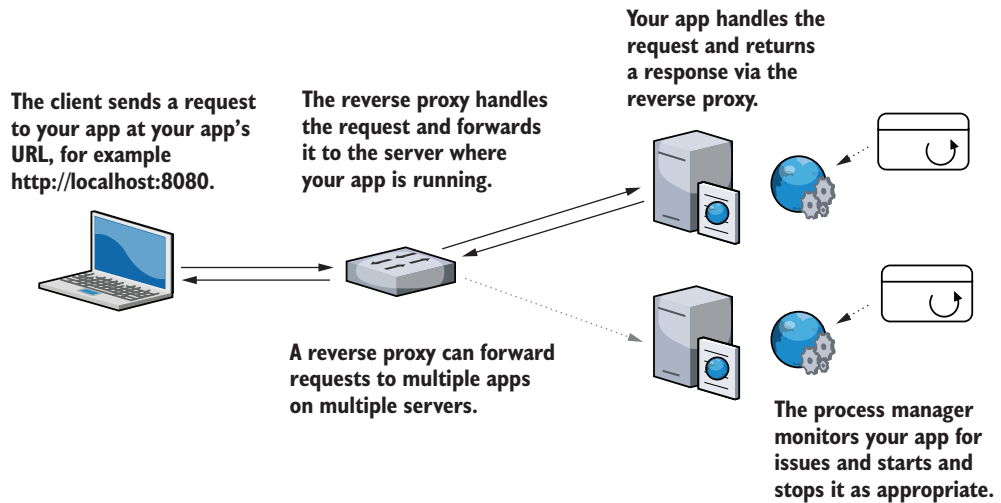 Your app handles the
request and returns
a response via the
reverse proxy.
The client sends a request
to your app at your app's
URL, for example
http://localhost:8080.
The reverse proxy handles
the request and forwards
it to the server where
your app is running.
A reverse proxy can forward
requests to multiple apps
on multiple servers.
The process manager
monitors your app for
issues and starts and
stops it as appropriate.